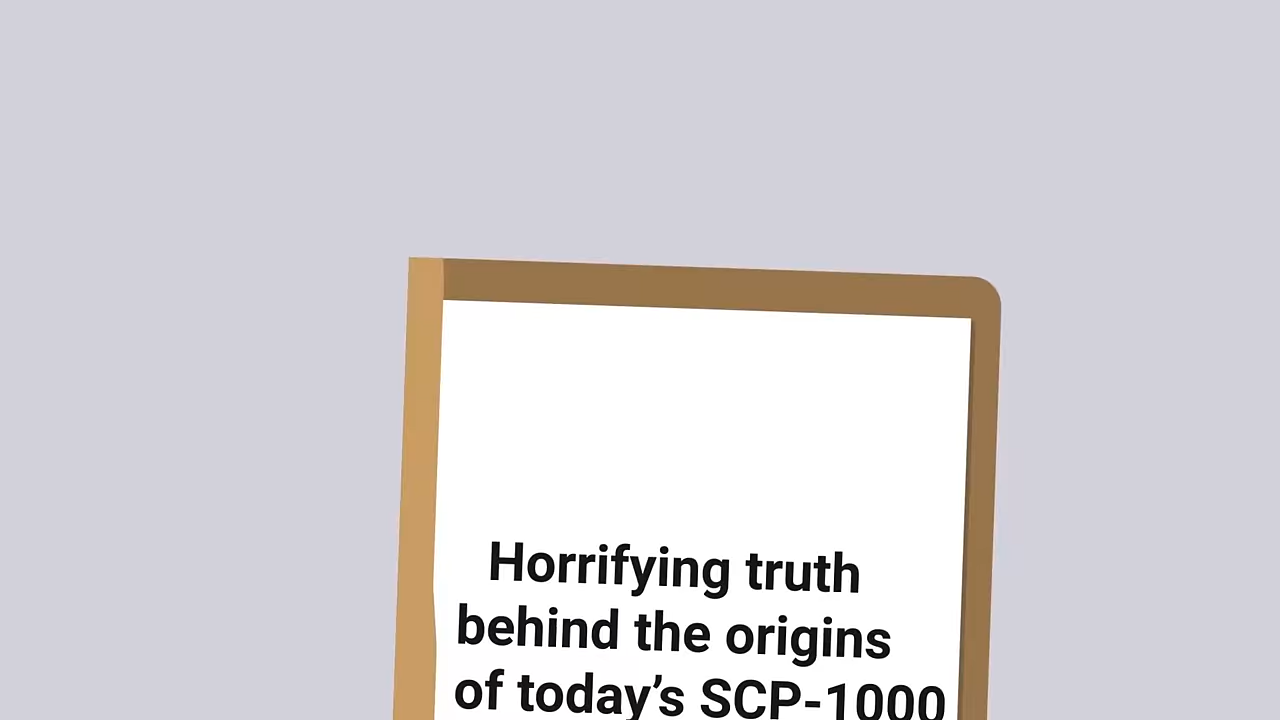 Horrifying truth
behind the origins
of today’s SCP-1000